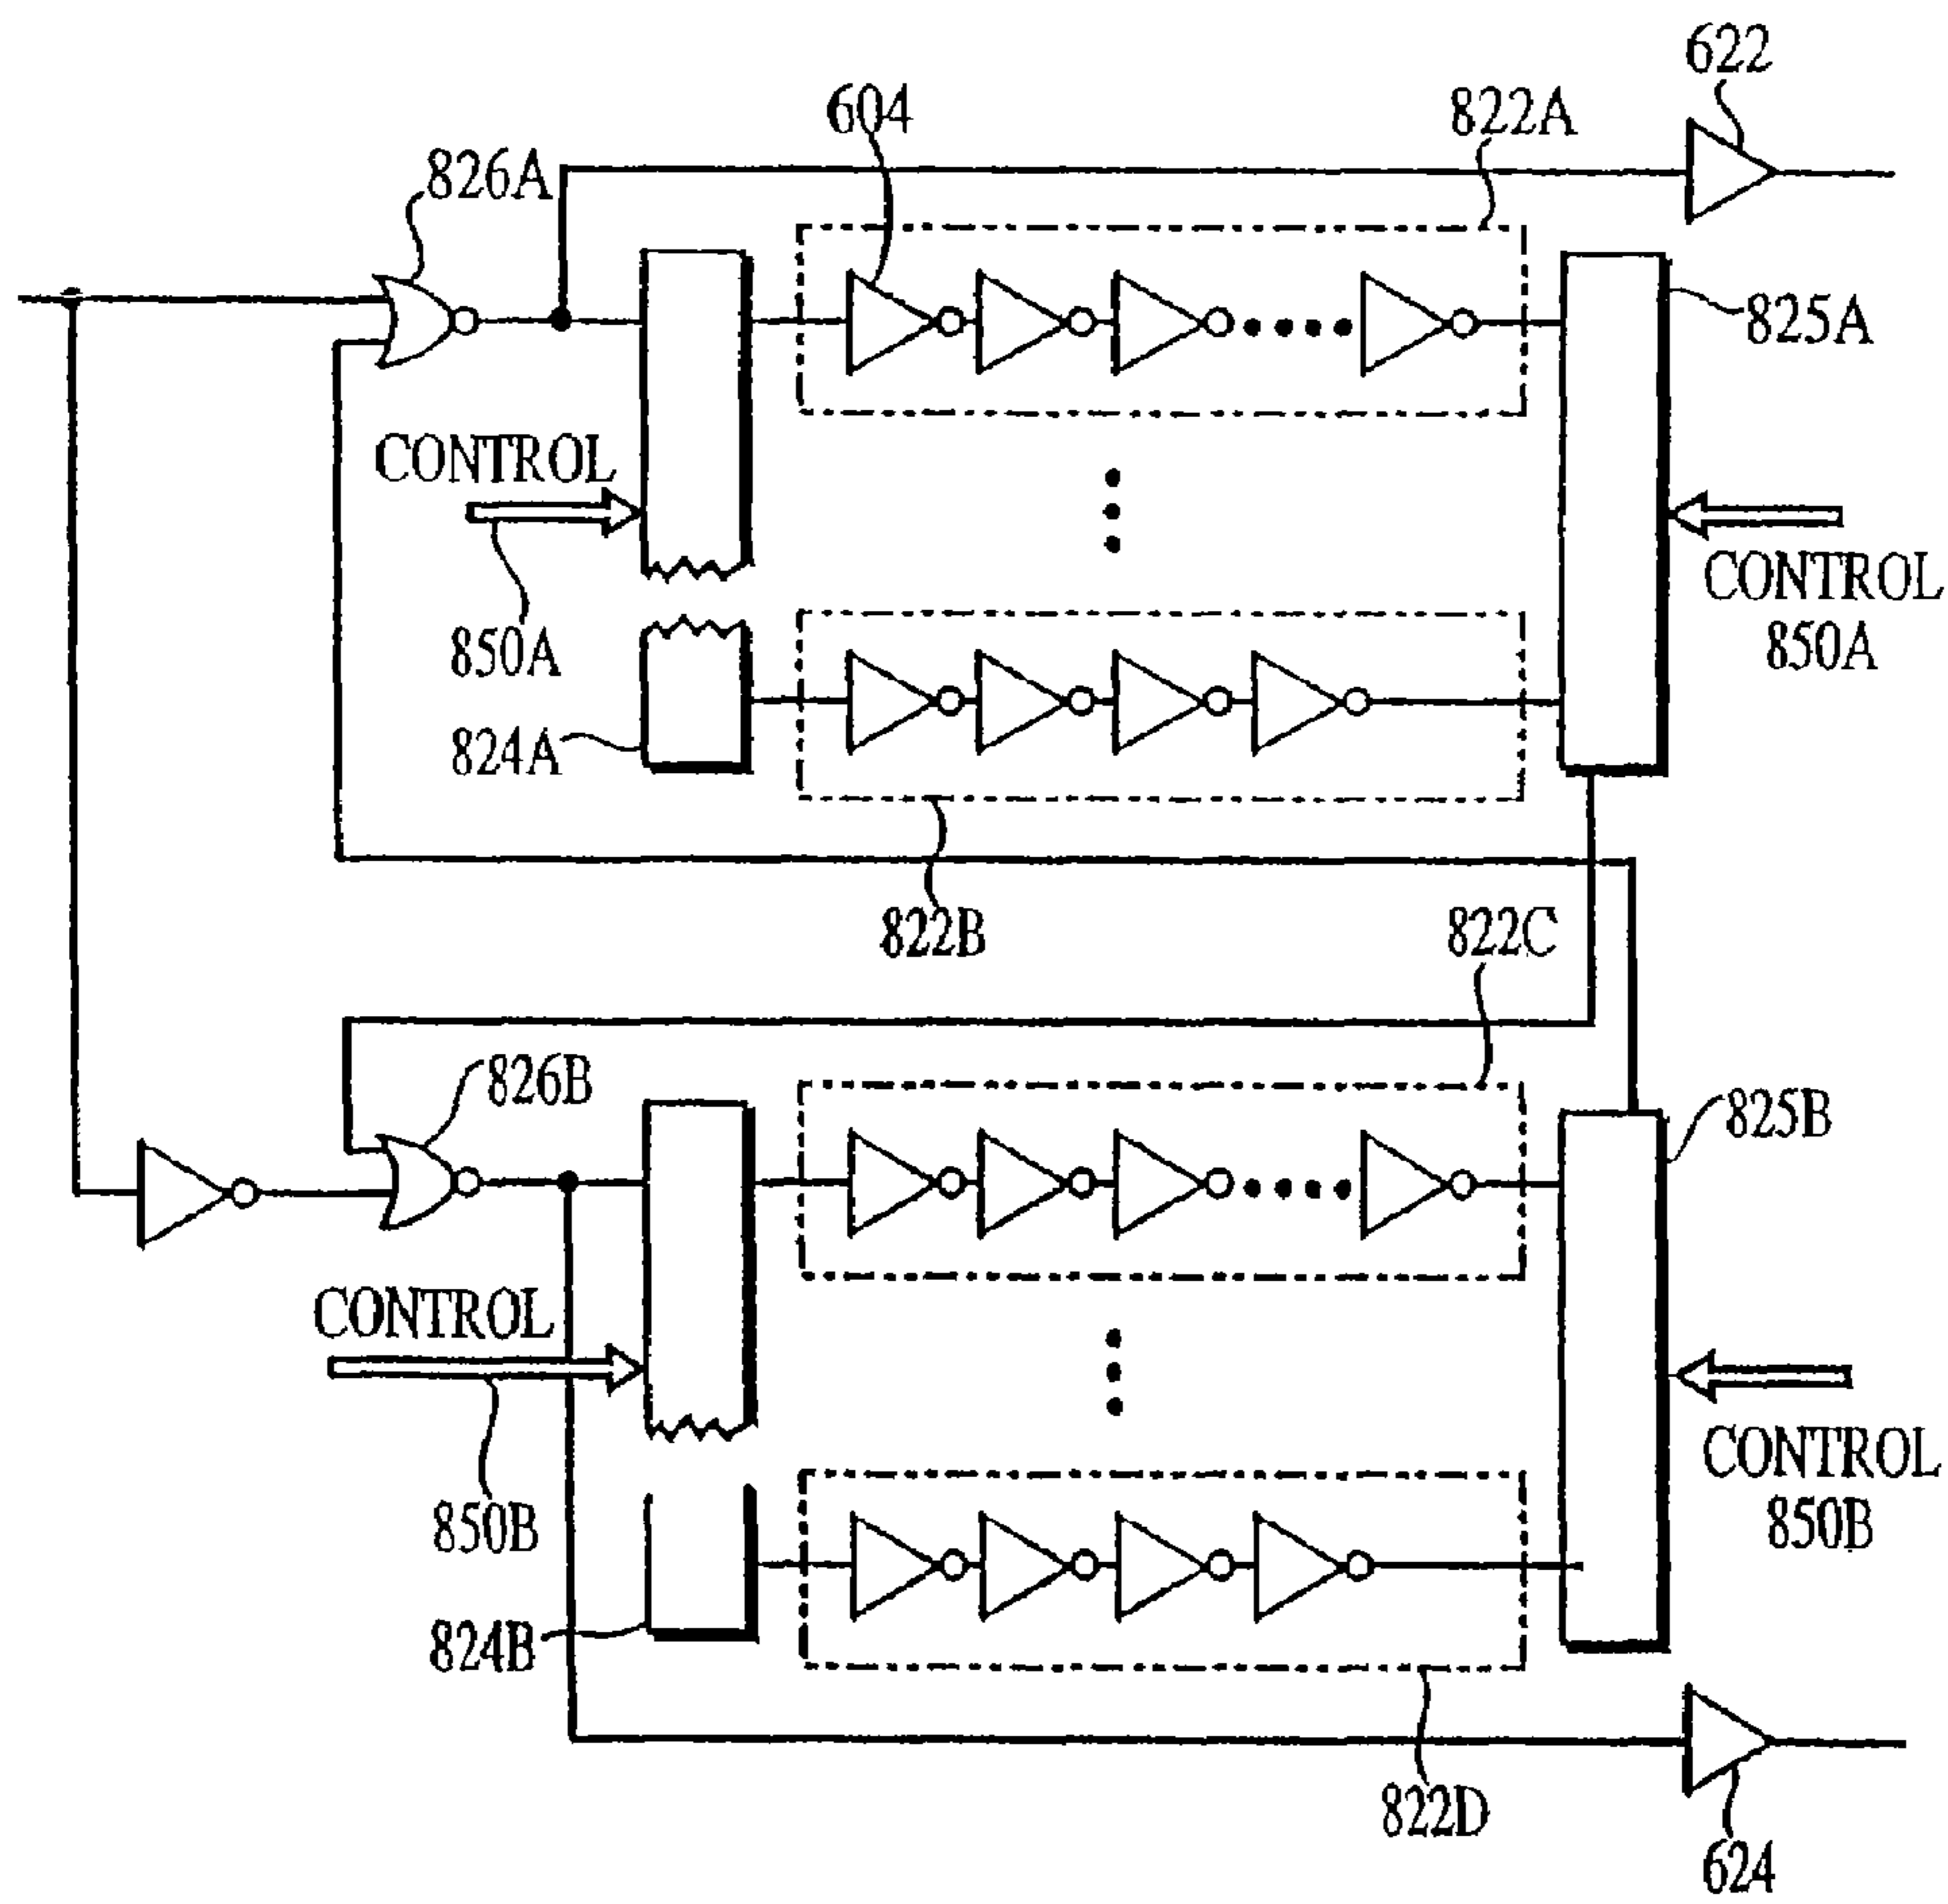 622
604
822A
826A
825A
CONTROL
850A
CONTROL
850A
824A
822B
822C
826B
825B
CONTROL
850B
CONTROL
850B
824B
822D
624